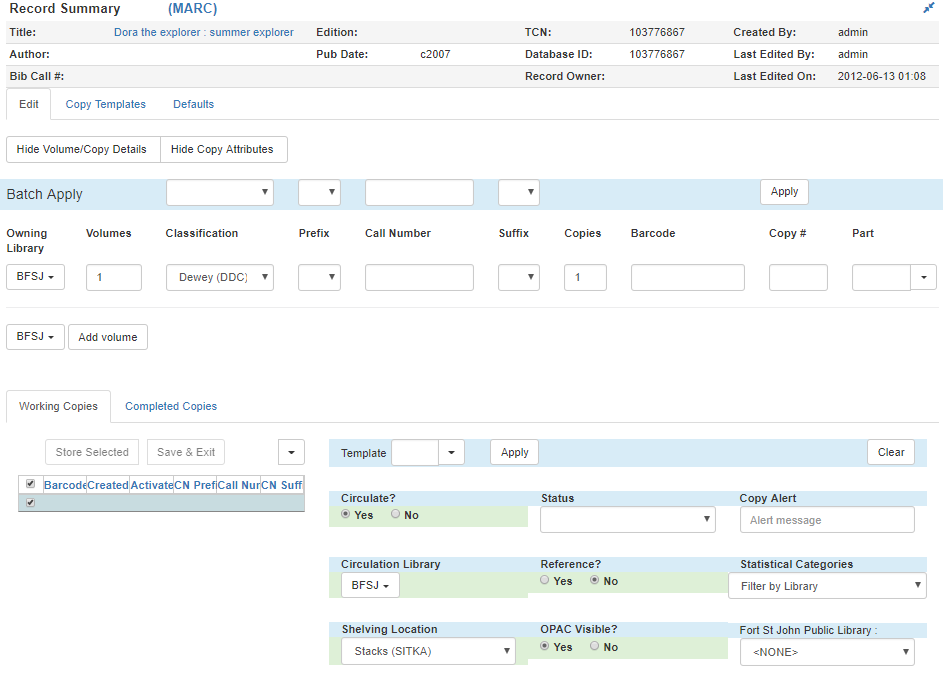 Record Summary (MARC)
Title: Dora the explorer : summer explorer Edition: TCN: 103776867 Created By: admin
Author: Pub Date: c2007 Database ID: 103776867 Last Edited By: admin
Bib Call #: Record Owner: Last Edited On: 2012-06-13 01:08
Edit Copy Templates Defaults
Hide Volume/Copy Details Hide Copy Attributes
Batch Apply Apply
Owning Library Volumes Classification Prefix Call Number Suffix Copies Barcode Copy # Part
BFSJ 1 Dewey (DDC) 1
BFSJ Add volume
Working Copies Completed Copies
Store Selected Save & Exit Template Apply Clear
Barcode Created Activate CN Pref Call Nur CN Suff
Circulate? Status Copy Alert
Yes No Alert message
Circulation Library Reference? Statistical Categories
BFSJ Yes No Filter by Library
Shelving Location OPAC Visible? Fort St John Public Library :
Stacks (SITKA) Yes No <NONE>